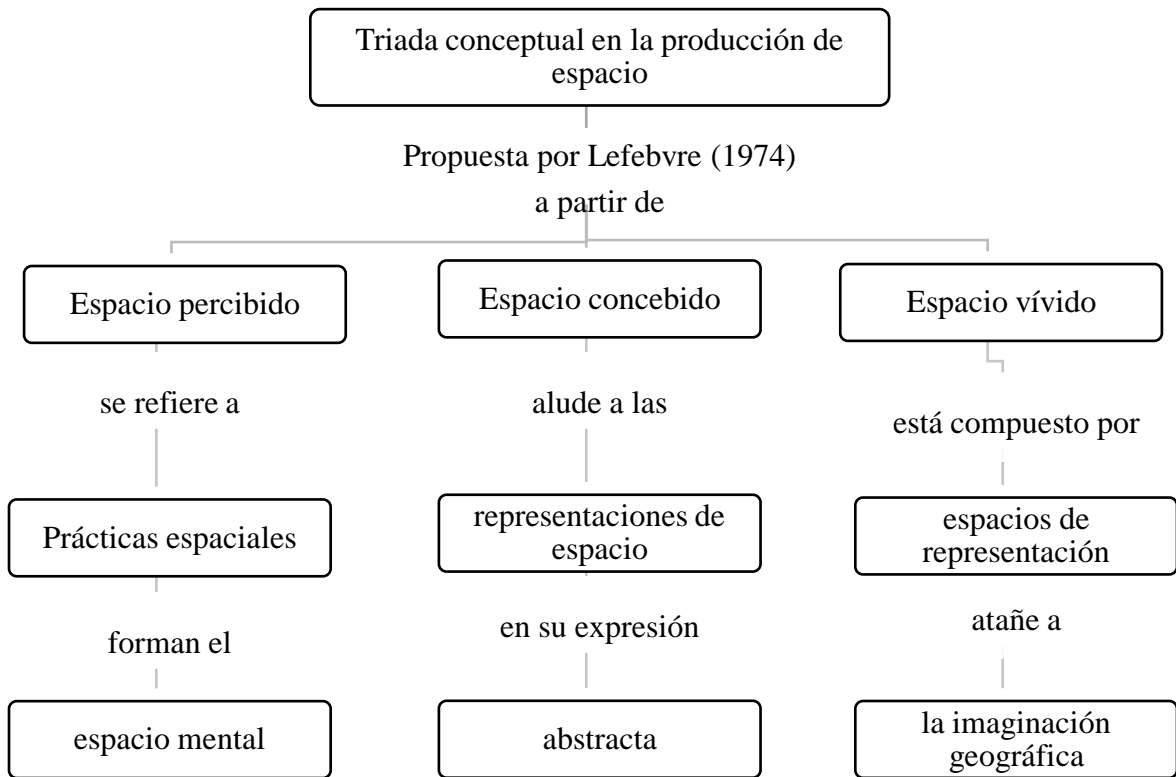 Triada conceptual en la producción de
espacio
Propuesta por Lefebvre (1974)
a partir de
Espacio percibido
Espacio concebido
Espacio vívido
se refiere a
alude a las
está compuesto por
Prácticas espaciales
representaciones de
espacio
espacios de
representación
forman el
en su expresión
atañe a
espacio mental
abstracta
la imaginación
geográfica